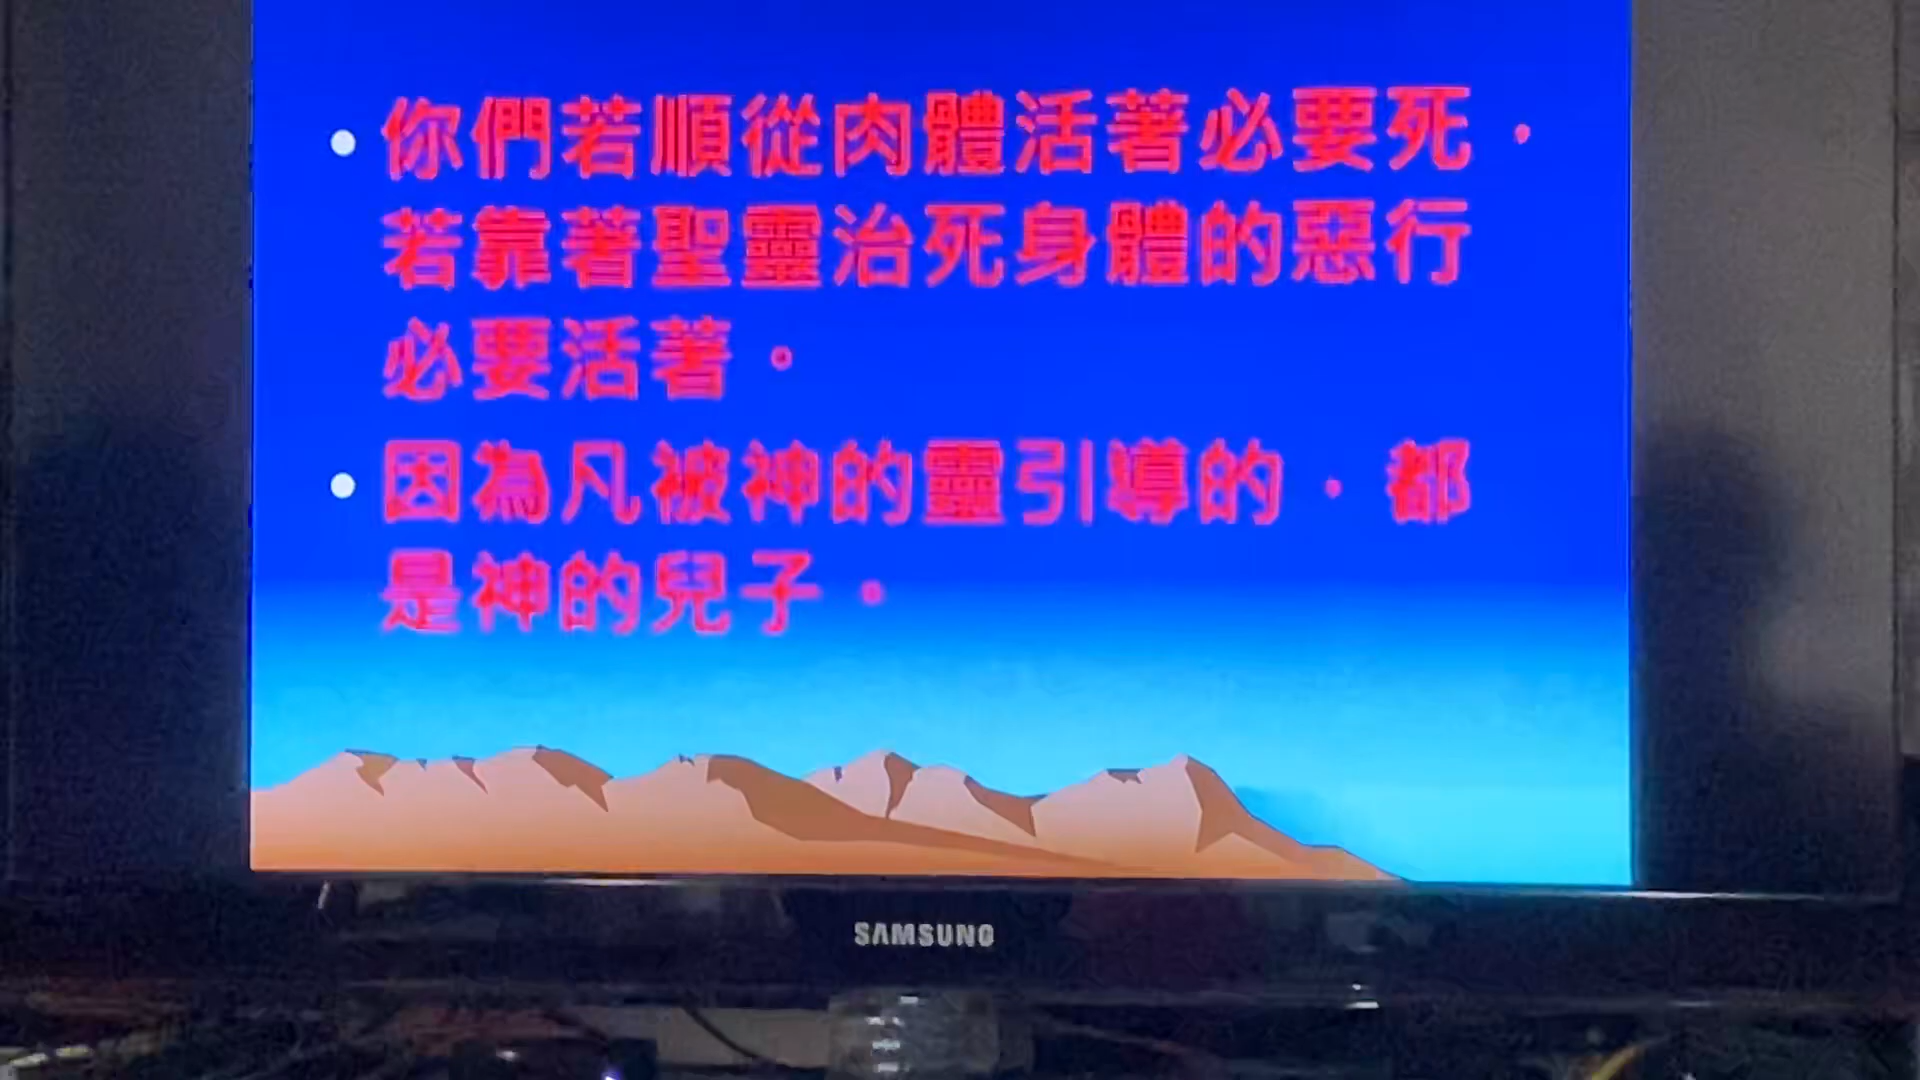 • 你們若順從肉體活著必要死．
若靠著聖靈治死身體的惡行
必要活著。
• 因為凡被神的靈引導的．都
是神的兒子．
SAMSUNG